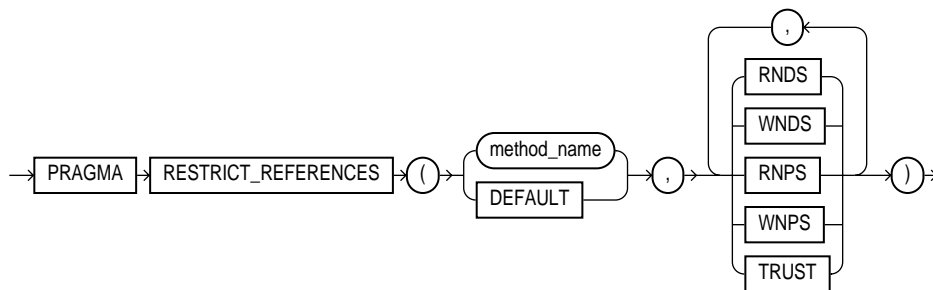 ,
RNDS
method_name
WNDS
PRAGMA RESTRICT_REFERENCES ( , RNPS )
DEFAULT
WNPS
TRUST